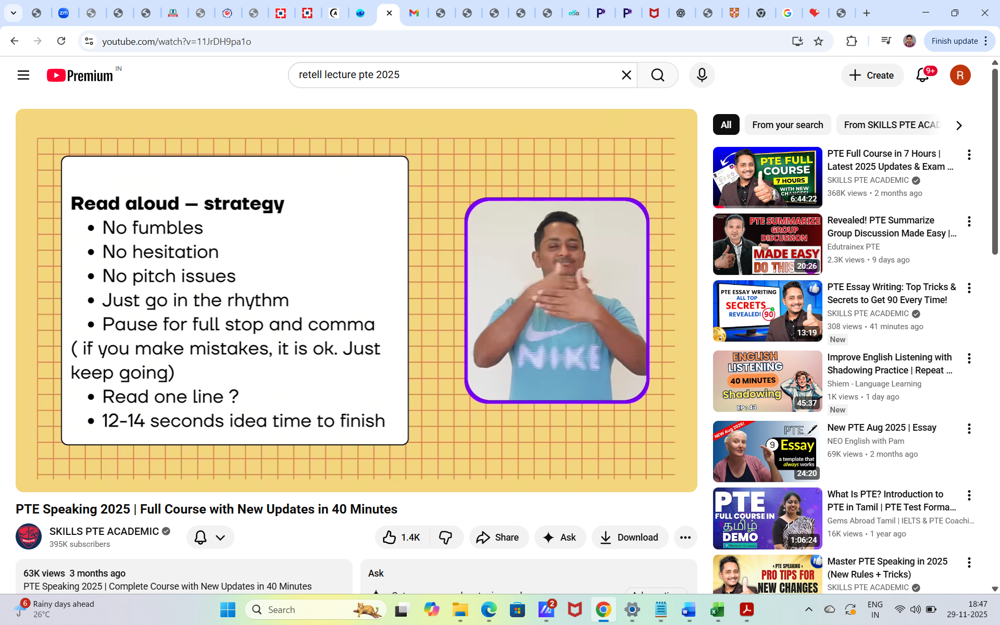 zm
youtube.com/watch?v=11JrDH9pa1o
Finish update
Premium
IN
retell lecture pte 2025
Create
9+
R
Read aloud – strategy
• No fumbles
• No hesitation
• No pitch issues
• Just go in the rhythm
• Pause for full stop and comma
( if you make mistakes, it is ok. Just
keep going)
• Read one line ?
• 12-14 seconds idea time to finish
NIKE
PTE Speaking 2025 | Full Course with New Updates in 40 Minutes
SKILLS PTE ACADEMIC
395K subscribers
1.4K
Share
Ask
Download
63K views 3 months ago
PTE Speaking 2025 | Complete Course with New Updates in 40 Minutes
Ask
All
From your search
From SKILLS PTE ACAD
PTE FULL
COURSE
7 HOURS
WITH NEW
CHANGES!
6:44:22
PTE Full Course in 7 Hours |
Latest 2025 Updates & Exam ...
SKILLS PTE ACADEMIC
368K views • 2 months ago
PTE SUMMARIZE
GROUP
DISCUSSION
MADE EASY
DO THIS
20:26
Revealed! PTE Summarize
Group Discussion Made Easy |...
Edutrainex PTE
2.3K views • 9 days ago
PTE ESSAY WRITING
ALL TOP
SECRETS
REVEALED! 90
13:19
PTE Essay Writing: Top Tricks &
Secrets to Get 90 Every Time!
SKILLS PTE ACADEMIC
308 views • 41 minutes ago
New
ENGLISH
LISTENING
40 MINUTES
Shadowing
EP : 43
45:37
Improve English Listening with
Shadowing Practice | Repeat ...
Shiem - Language Learning
1K views • 1 day ago
New
NEW Aug 2025!
PTE
9 Essay
a template that
always works
24:20
New PTE Aug 2025 | Essay
NEO English with Pam
69K views • 2 months ago
PTE
FULL COURSE IN
தமிழ்
DEMO
1:06:24
What Is PTE? Introduction to
PTE in Tamil | PTE Test Forma...
Gems Abroad Tamil | IELTS & PTE Coachi...
16K views • 1 year ago
< PTE SPEAKING >
PRO TIPS FOR
NEW CHANGES
Master PTE Speaking in 2025
(New Rules + Tricks)
SKILLS PTE ACADEMIC
6
Rainy days ahead
26°C
Search
2
ENG
IN
18:47
29-11-2025